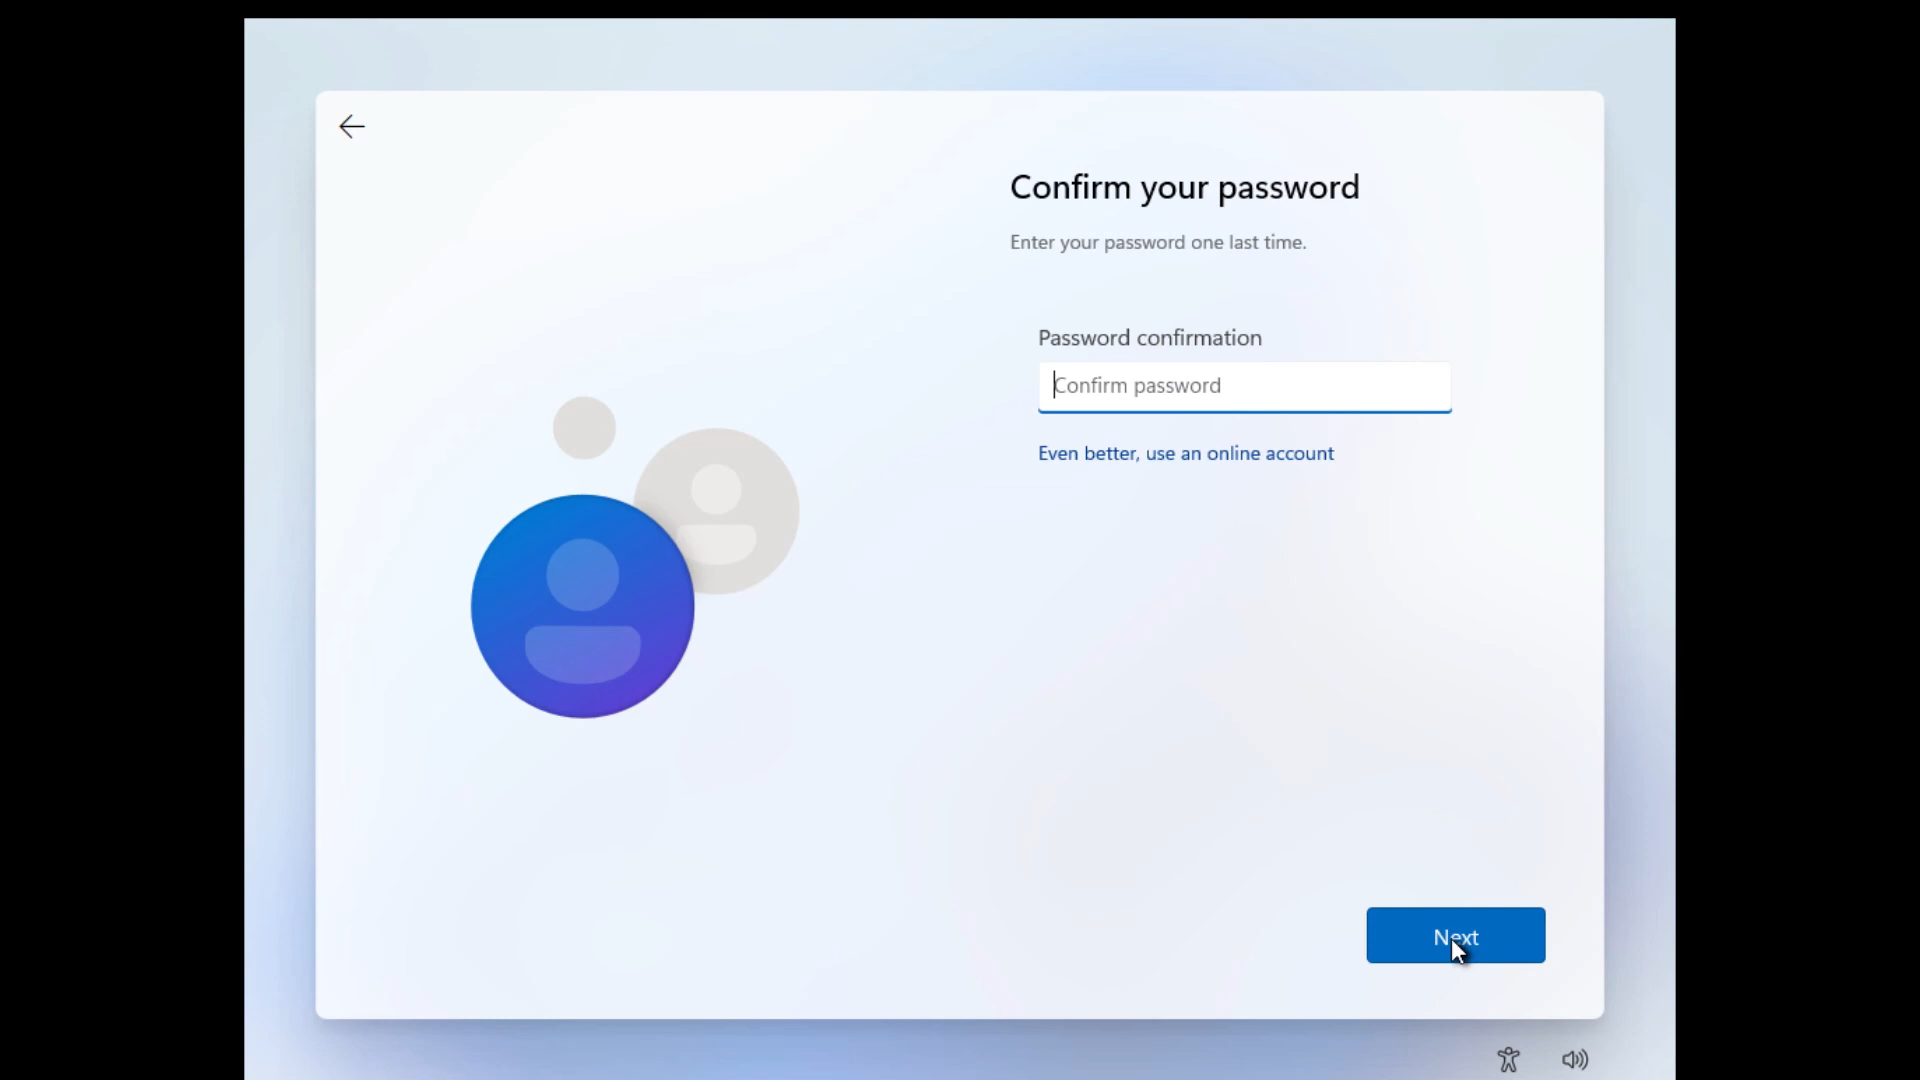 Confirm your password
Enter your password one last time.
Password confirmation
Confirm password
Even better, use an online account
Next